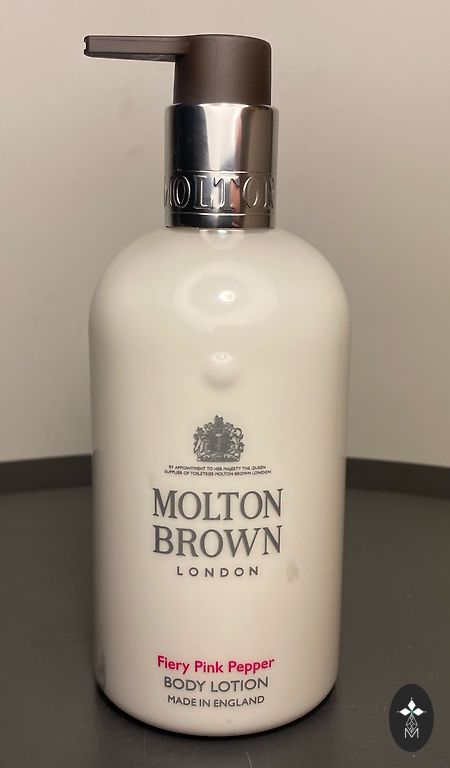 MOLTON
BY APPOINTMENT TO HER MAJESTY THE QUEEN
SUPPLIER OF TOILETRIES MOLTON BROWN LONDON
MOLTON
BROWN
LONDON
Fiery Pink Pepper
BODY LOTION
MADE IN ENGLAND
M